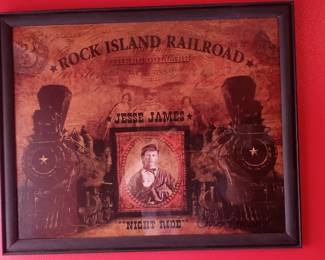 ROCK ISLAND RAILROAD
JESSE JAMES
"NIGHT RIDE"